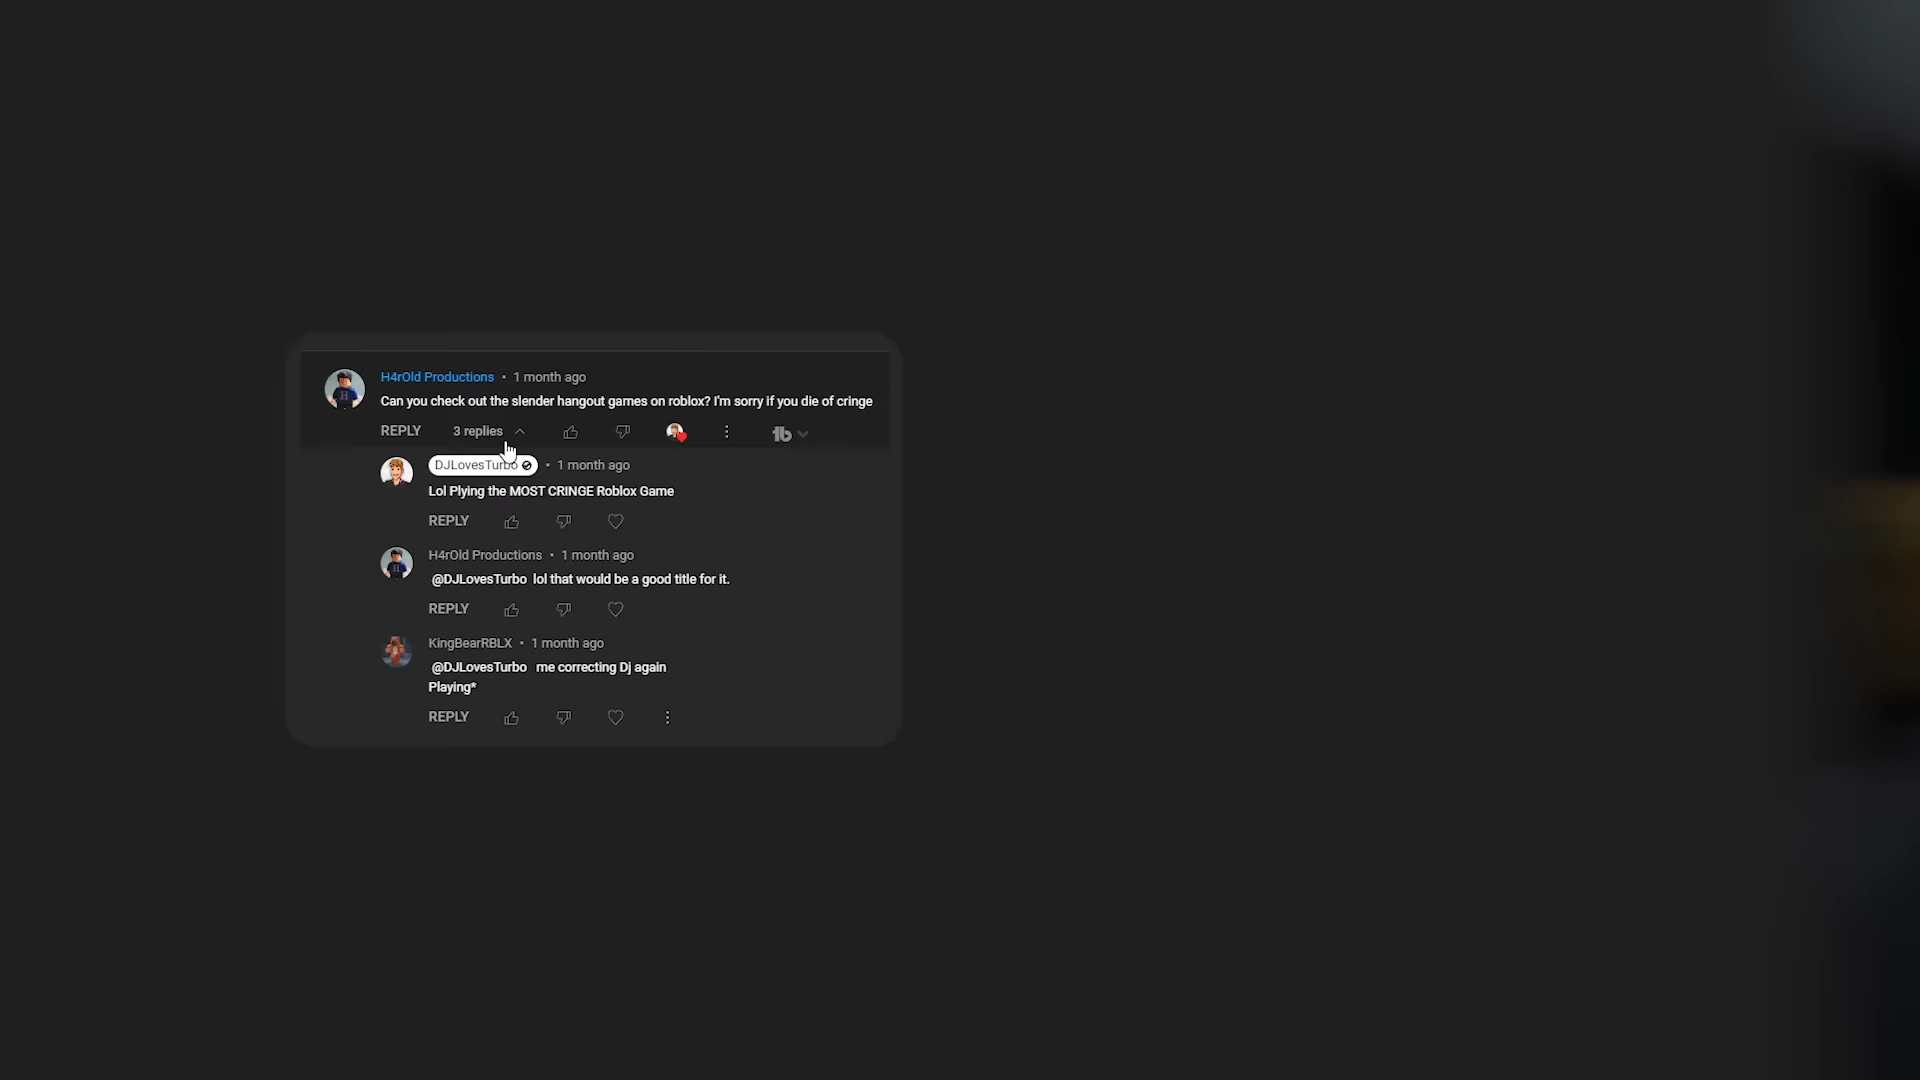 H4rOld Productions • 1 month ago
Can you check out the slender hangout games on roblox? I'm sorry if you die of cringe
REPLY 3 replies
DJLovesTurbo • 1 month ago
Lol Plying the MOST CRINGE Roblox Game
REPLY
H4rOld Productions • 1 month ago
@DJLovesTurbo lol that would be a good title for it.
REPLY
KingBearRBLX • 1 month ago
@DJLovesTurbo me correcting Dj again
Playing*
REPLY